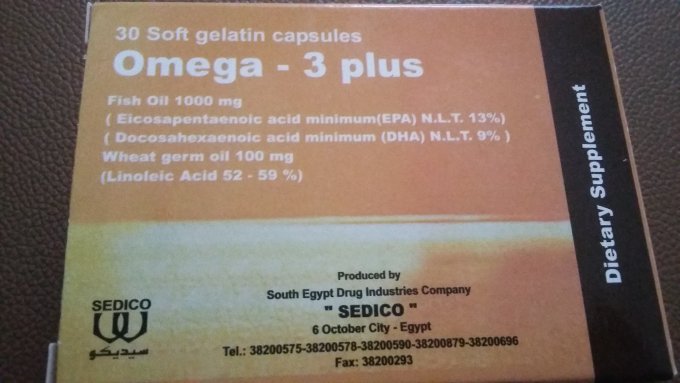 30 Soft gelatin capsules
Omega - 3 plus
Fish Oil 1000 mg
( Eicosapentaenoic acid minimum(EPA) N.L.T. 13%)
( Docosahexaenoic acid minimum (DHA) N.L.T. 9% )
Wheat germ oil 100 mg
(Linoleic Acid 52 - 59 %)
Dietary Supplement
Produced by
South Egypt Drug Industries Company
" SEDICO "
6 October City - Egypt
Tel.: 38200575-38200578-38200590-38200879-38200696
Fax: 38200293
SEDICO
سيديكو